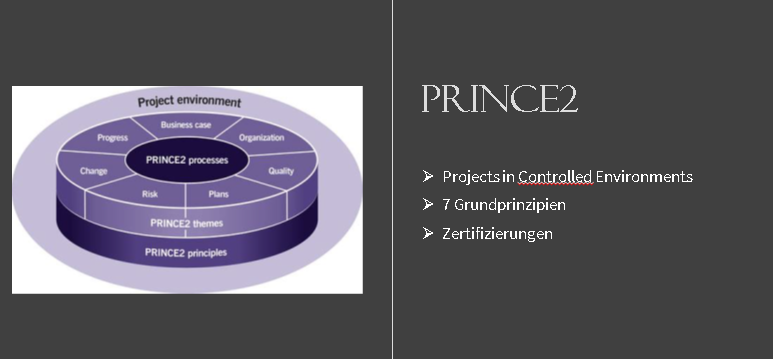 Project environment
Business case
Progress
Organization
PRINCE2 processes
Change
Quality
Risk
Plans
PRINCE2 themes
PRINCE2 principles
PRINCE2
Projects in Controlled Environments
7 Grundprinzipien
Zertifizierungen